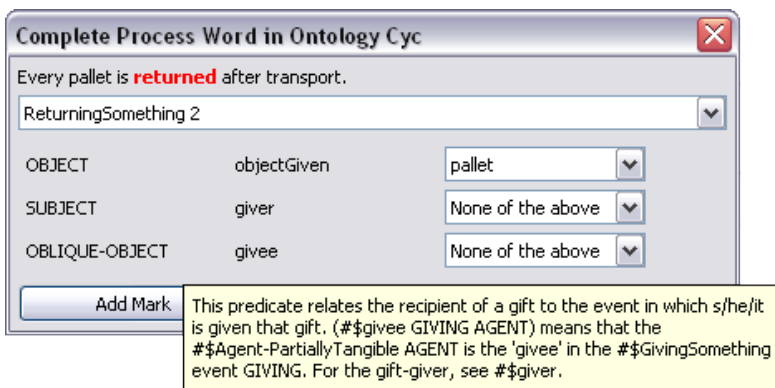 Complete Process Word in Ontology Cyc
Every pallet is returned after transport.
ReturningSomething 2
OBJECT objectGiven pallet
SUBJECT giver None of the above
OBLIQUE-OBJECT givee None of the above
Add Mark
This predicate relates the recipient of a gift to the event in which s/he/it
is given that gift. (#$givee GIVING AGENT) means that the
#$Agent-PartiallyTangible AGENT is the 'givee' in the #$GivingSomething
event GIVING. For the gift-giver, see #$giver.